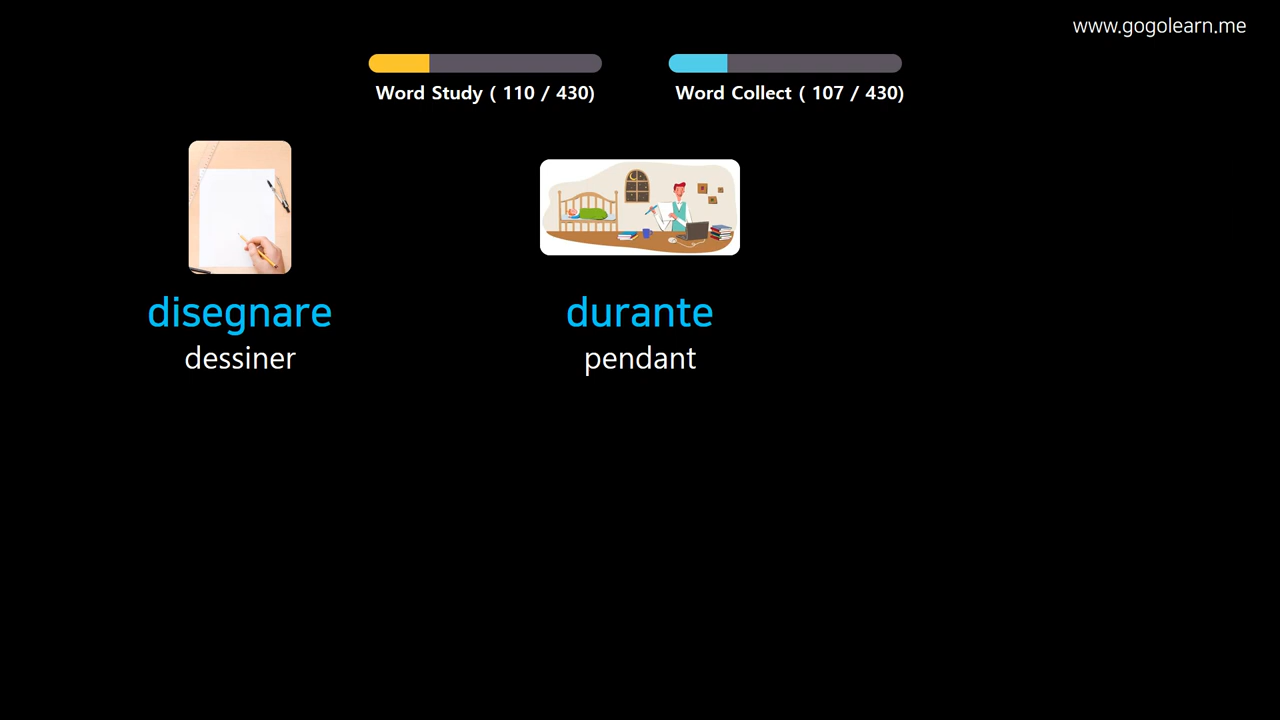 www.gogolearn.me
Word Study ( 110 / 430)
Word Collect ( 107 / 430)
disegnare
dessiner
durante
pendant